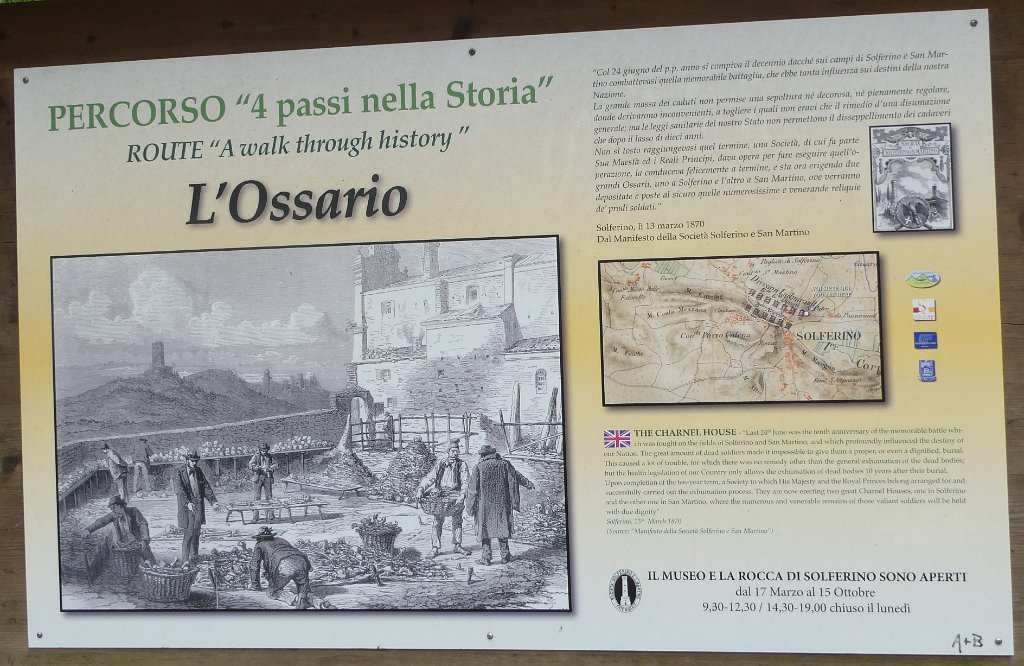 PERCORSO "4 passi nella Storia"
ROUTE "A walk through history"
L'Ossario
"Col 24 giugno del p.p. anno si compiva il decennio dacchè sui campi di Solferino e San Mar-
tino combattevasi quella memorabile battaglia, che ebbe tanta influenza sui destini della nostra
Nazione.
La grande massa dei caduti non permise una sepoltura né decorosa, né pienamente regolare,
donde derivarono inconvenienti, a togliere i quali non eravi che il rimedio d'una disumazione
generale; ma le leggi sanitarie del nostro Stato non permettono il disseppellimento dei cadaveri
che dopo il lasso di dieci anni.
Non sì tosto raggiungevasi quel termine, una Società, di cui fa parte
Sua Maestà ed i Reali Principi, dava opera per fare eseguire quell'o-
perazione, la conduceva felicemente a termine, e sta ora erigendo due
grandi Ossarii, uno a Solferino e l'altro a San Martino, ove verranno
depositate e poste al sicuro quelle numerosissime e venerande reliquie
de' prodi soldati."
Solferino, lì 13 marzo 1870
Dal Manifesto della Società Solferino e San Martino
SOLFERINO
THE CHARNEL HOUSE - "Last 24th June was the tenth anniversary of the memorable battle whi-
ch was fought on the fields of Solferino and San Martino, and which profoundly influenced the destiny of
our Nation. The great amount of dead soldiers made it impossible to give them a proper, or even a dignified, burial.
This caused a lot of trouble, for which there was no remedy other than the general exhumation of the dead bodies;
but the health legislation of our Country only allows the exhumation of dead bodies 10 years after their burial.
Upon completion of the ten-year term, a Society to which His Majesty and the Royal Princes belong arranged for and
successfully carried out the exhumation process. They are now erecting two great Charnel Houses, one in Solferino
and the other one in San Martino, where the numerous and venerable remains of those valiant soldiers will be held
with due dignity".
Solferino, 13th March 1870
(Source: "Manifesto della Società Solferino e San Martino")
IL MUSEO E LA ROCCA DI SOLFERINO SONO APERTI
dal 17 Marzo al 15 Ottobre
9,30-12,30 / 14,30-19,00 chiuso il lunedì
A+B